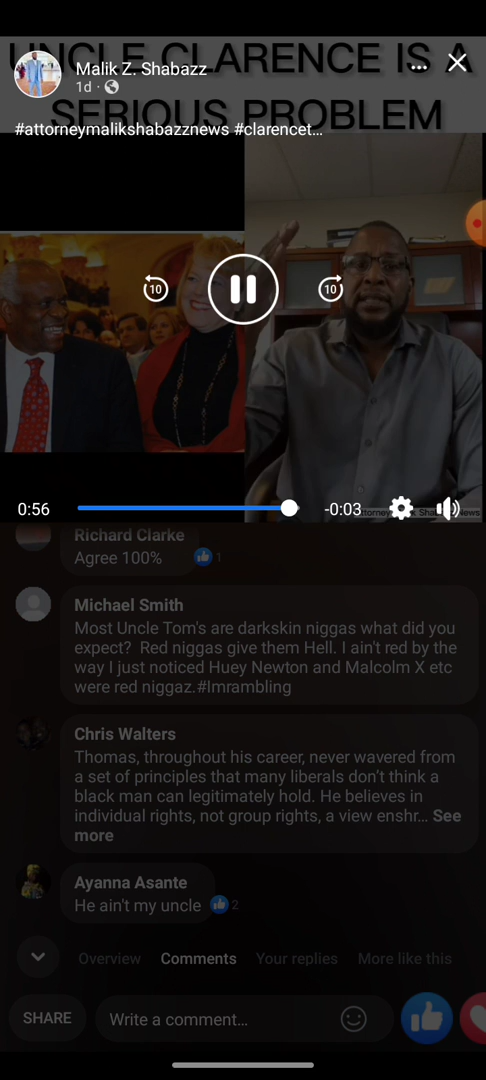 UNCLE CLARENCE IS A
Malik Z. Shabazz
1d
SERIOUS PROBLEM
#attorneymalikshabazznews #clarencet…
10
10
0:56
-0:03
News
Richard Clarke
Agree 100%
1
Michael Smith
Most Uncle Tom's are darkskin niggas what did you
expect? Red niggas give them Hell. I ain't red by the
way I just noticed Huey Newton and Malcolm X etc
were red niggaz.#Imrambling
Chris Walters
Thomas, throughout his career, never wavered from
a set of principles that many liberals don't think a
black man can legitimately hold. He believes in
individual rights, not group rights, a view enshr… See
more
Ayanna Asante
He ain't my uncle
2
Overview
Comments
Your replies
More like this
SHARE
Write a comment…